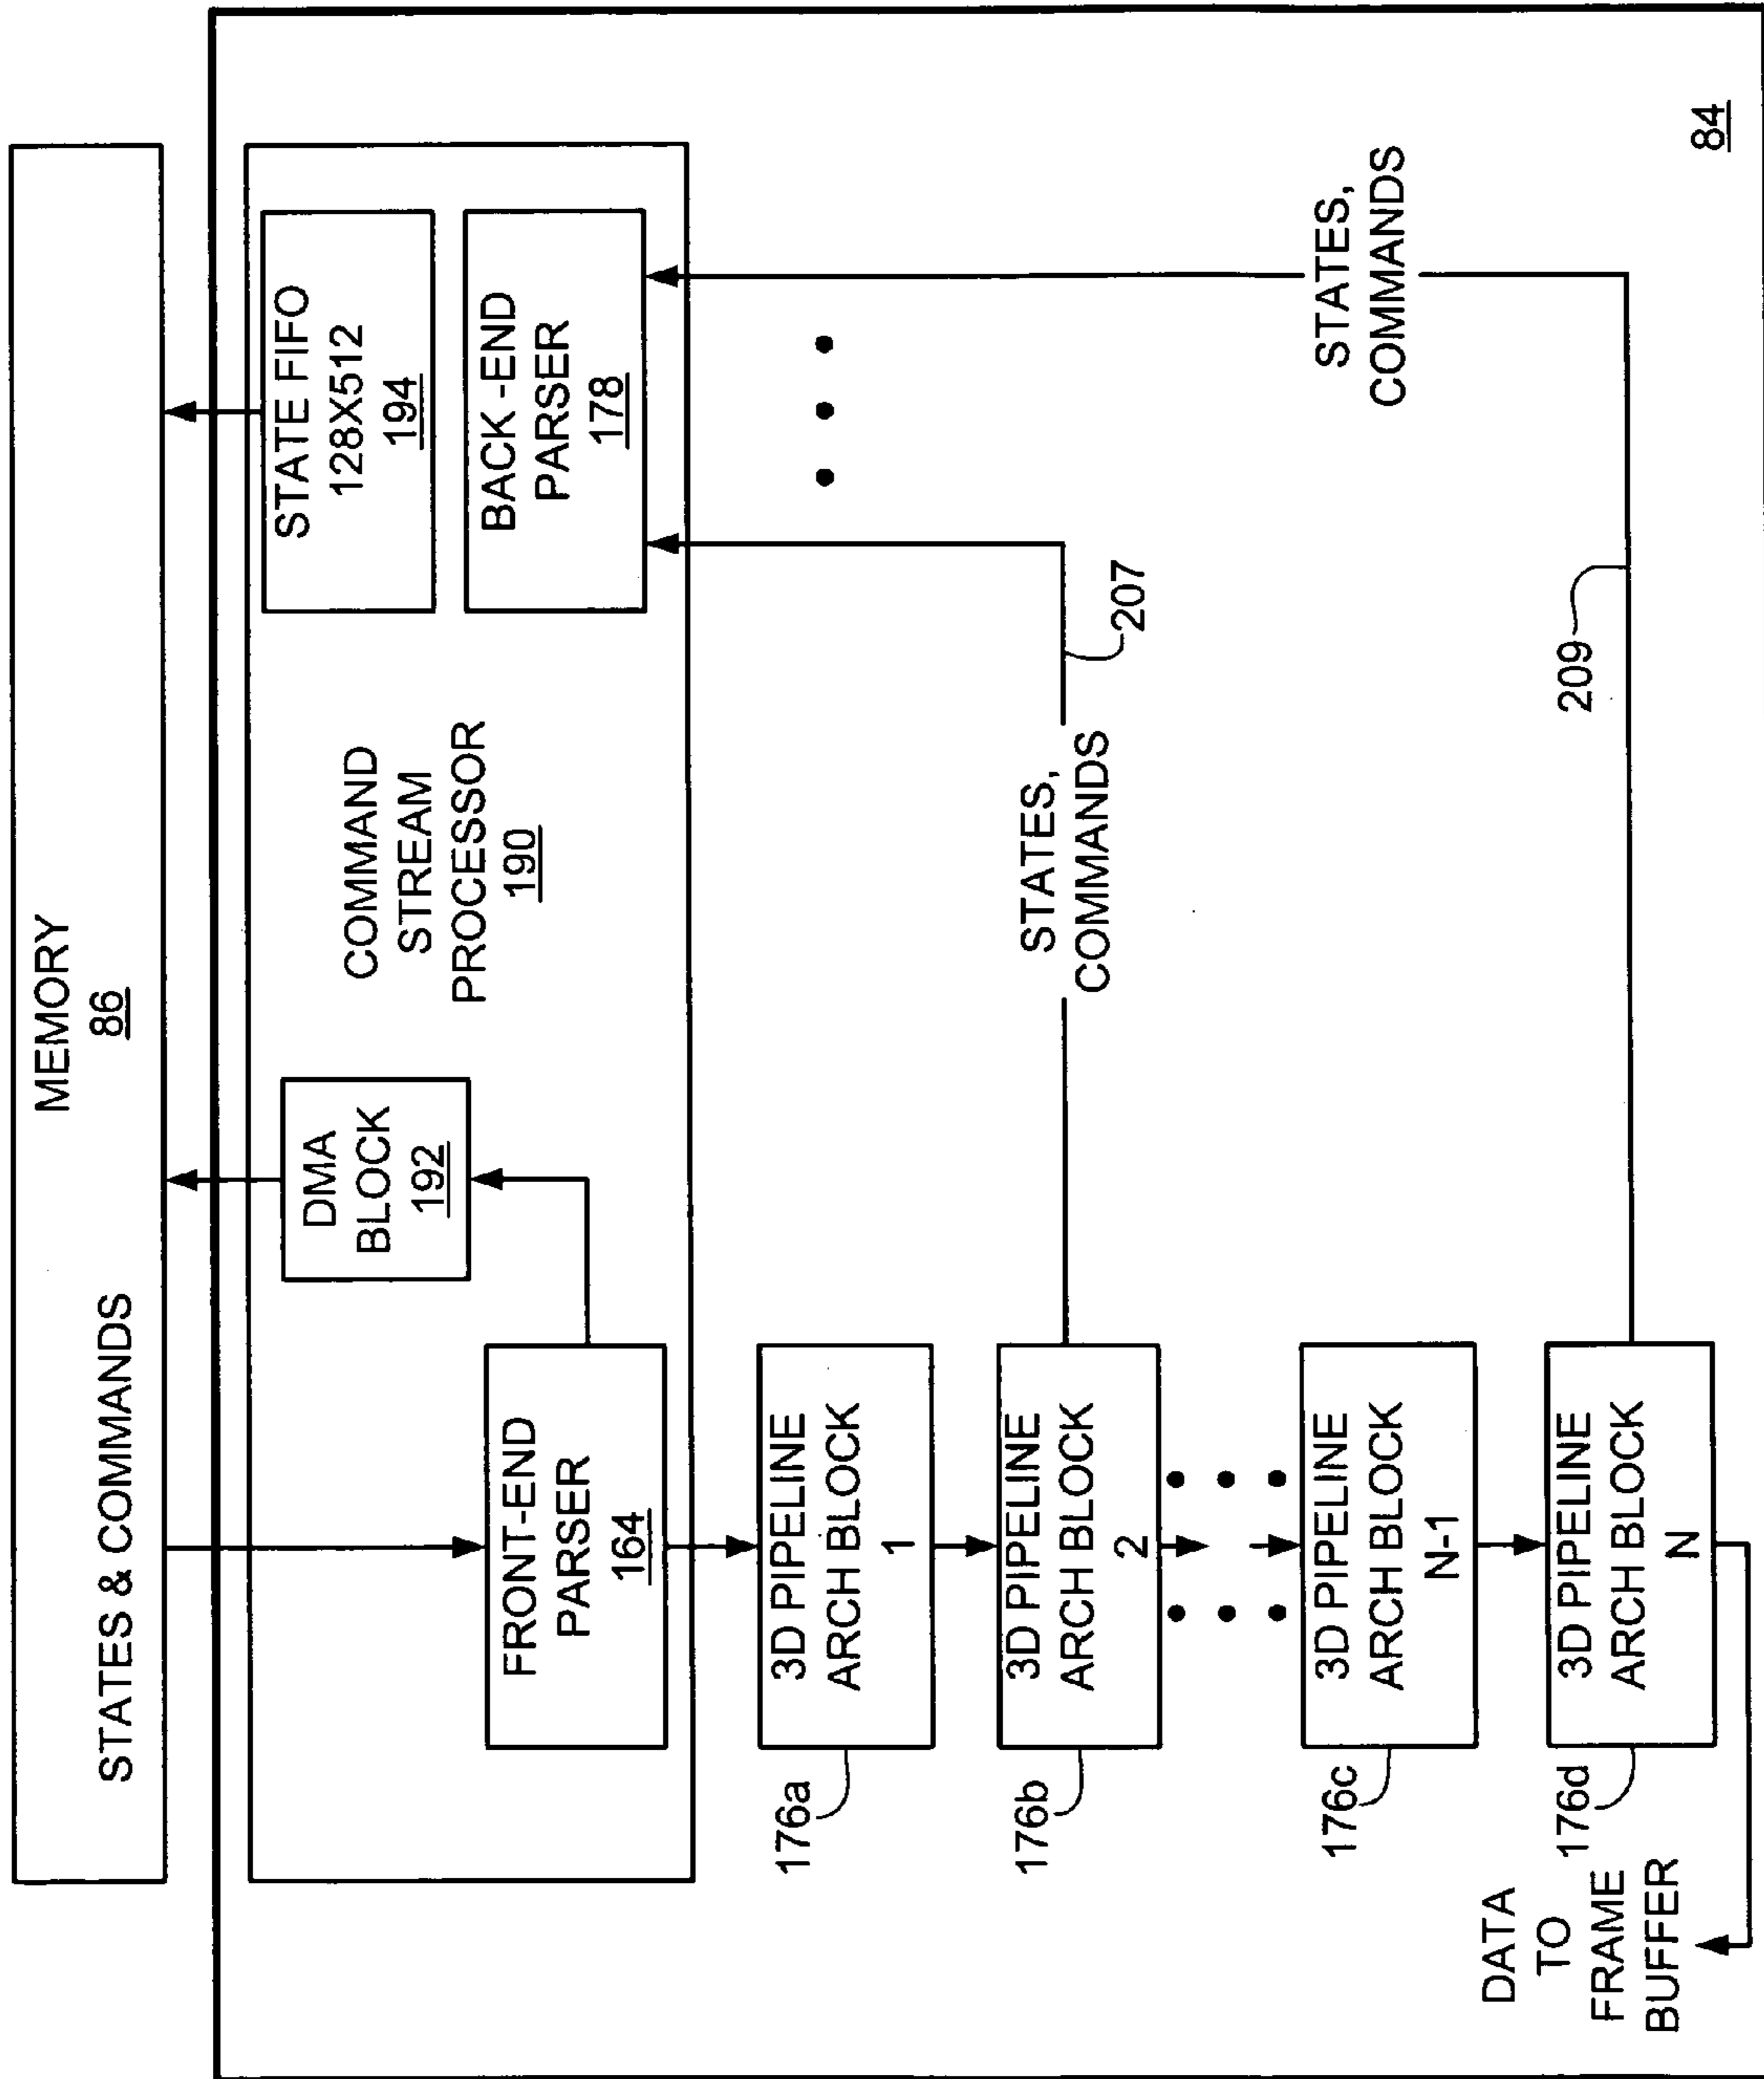 MEMORY
86
STATES & COMMANDS
DMA
BLOCK
192
COMMAND
STREAM
PROCESSOR
190
STATE FIFO
128X512
194
FRONT-END
PARSER
164
BACK-END
PARSER
178
3D PIPELINE
ARCH BLOCK
1
176a
3D PIPELINE
ARCH BLOCK
2
176b
STATES,
COMMANDS
207
3D PIPELINE
ARCH BLOCK
N-1
176c
3D PIPELINE
ARCH BLOCK
N
176d
209
STATES,
COMMANDS
DATA
TO
FRAME
BUFFER
84